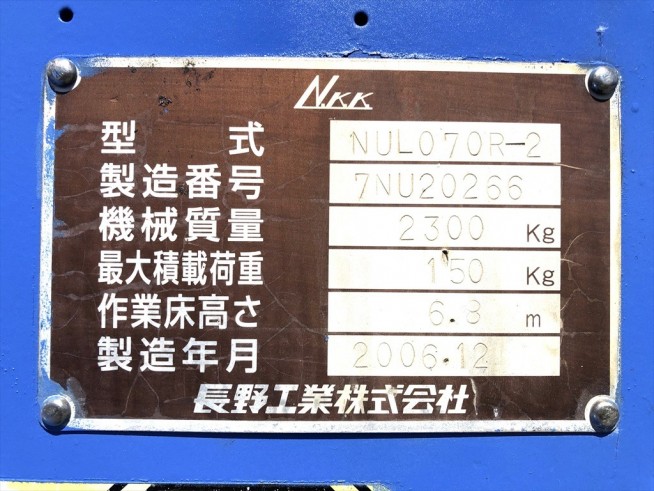 N.K.K
型 式 NUL070R-2
製造番号 7NU20266
機械質量 2300 Kg
最大積載荷重 150 Kg
作業床高さ 6.8 m
製造年月 2006.12
長野工業株式会社